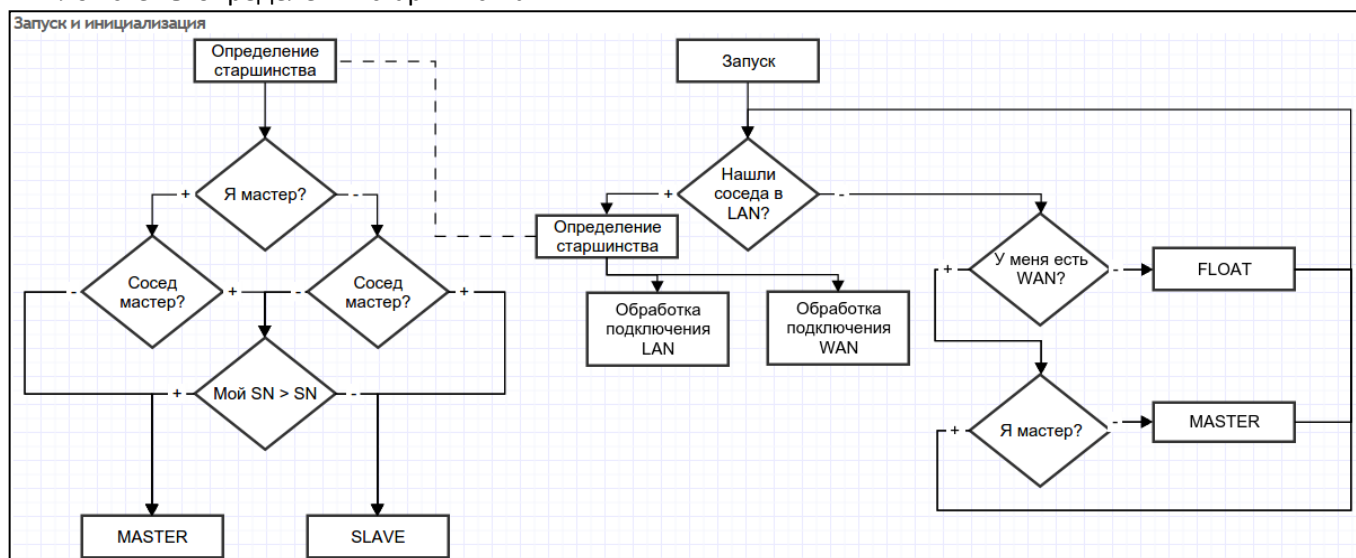 Запуск и инициализация
Определение
старшинства
Запуск
Я мастер?
+
-
Нашли
соседа в
LAN?
+
-
Определение
старшинства
Сосед
мастер?
-
+
Сосед
мастер?
-
+
У меня есть
WAN?
+
-
FLOAT
Обработка
подключения
LAN
Обработка
подключения
WAN
Мой SN > SN
+
-
Я мастер?
+
-
MASTER
MASTER
SLAVE